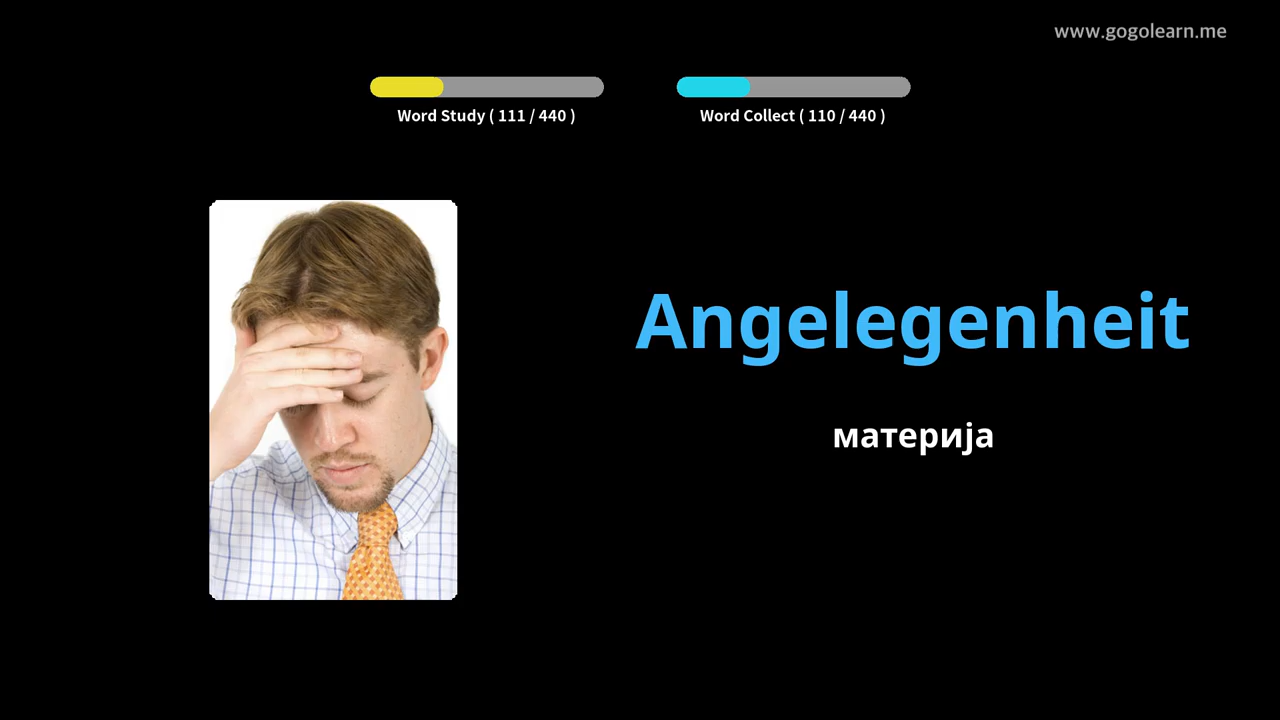 www.gogolearn.me
Word Study ( 111 / 440 )
Word Collect ( 110 / 440 )
Angelegenheit
материја